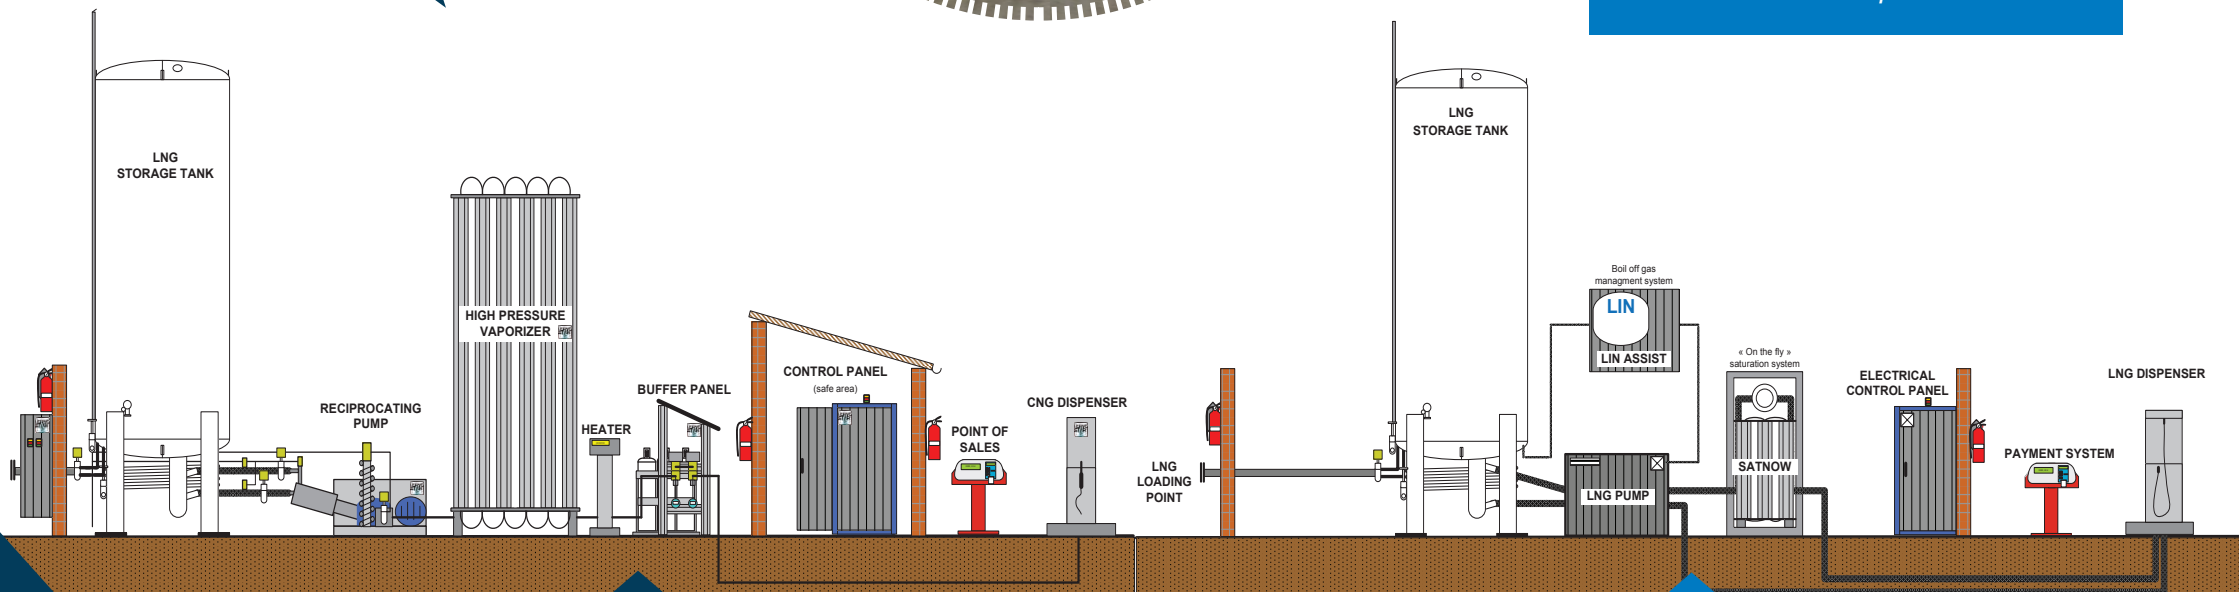 LNG
STORAGE TANK
RECIPROCATING
PUMP
HIGH PRESSURE
VAPORIZER
HEATER
BUFFER PANEL
CONTROL PANEL
(safe area)
POINT OF
SALES
CNG DISPENSER
LNG
LOADING
POINT
LNG
STORAGE TANK
Boil off gas
managment system
LIN
LIN ASSIST
LNG PUMP
« On the fly »
saturation system
SATNOW
ELECTRICAL
CONTROL PANEL
PAYMENT SYSTEM
LNG DISPENSER